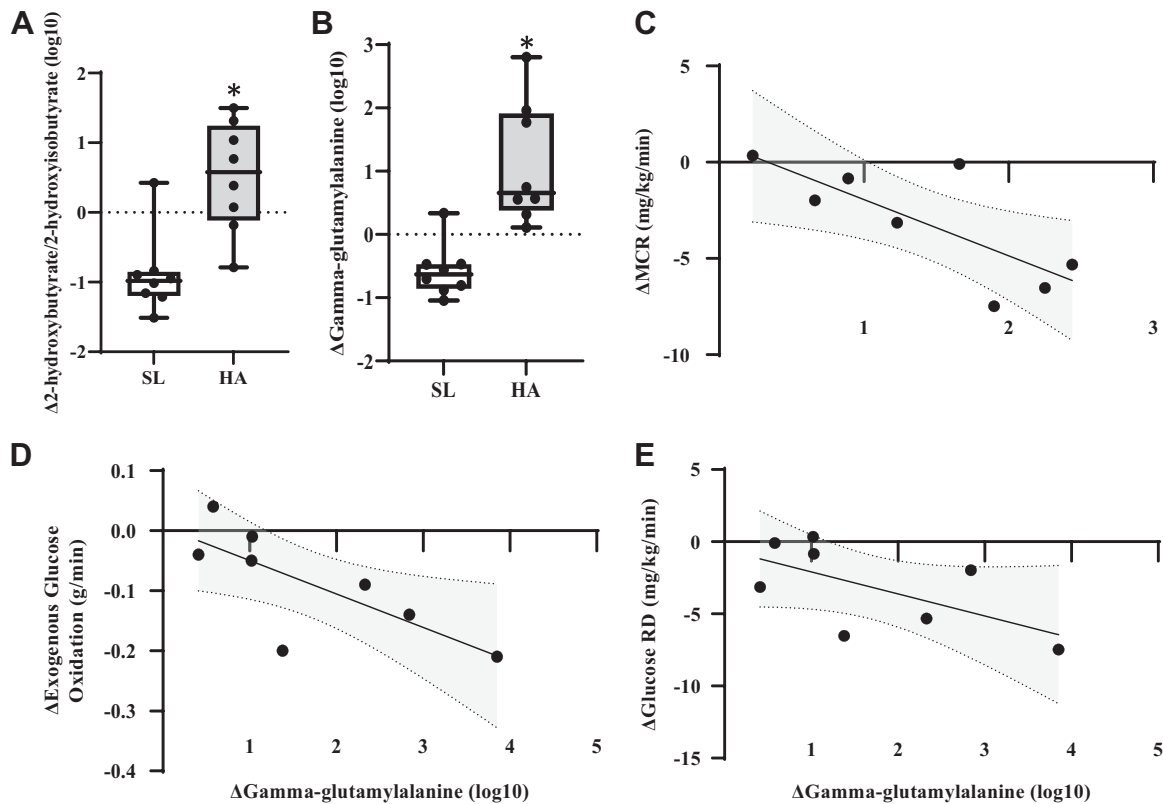 A
Δ2-hydroxybutyrate/2-hydroxyisobutyrate (log10)
2
1
0
-1
-2
*
SL
HA
B
ΔGamma-glutamylalanine (log10)
3
2
1
0
-1
-2
*
SL
HA
C
ΔMCR (mg/kg/min)
5
0
-5
-10
1
2
3
D
ΔExogenous Glucose
Oxidation (g/min)
0.1
0.0
-0.1
-0.2
-0.3
-0.4
1
2
3
4
5
ΔGamma-glutamylalanine (log10)
E
ΔGlucose RD (mg/kg/min)
5
0
-5
-10
-15
1
2
3
4
5
ΔGamma-glutamylalanine (log10)